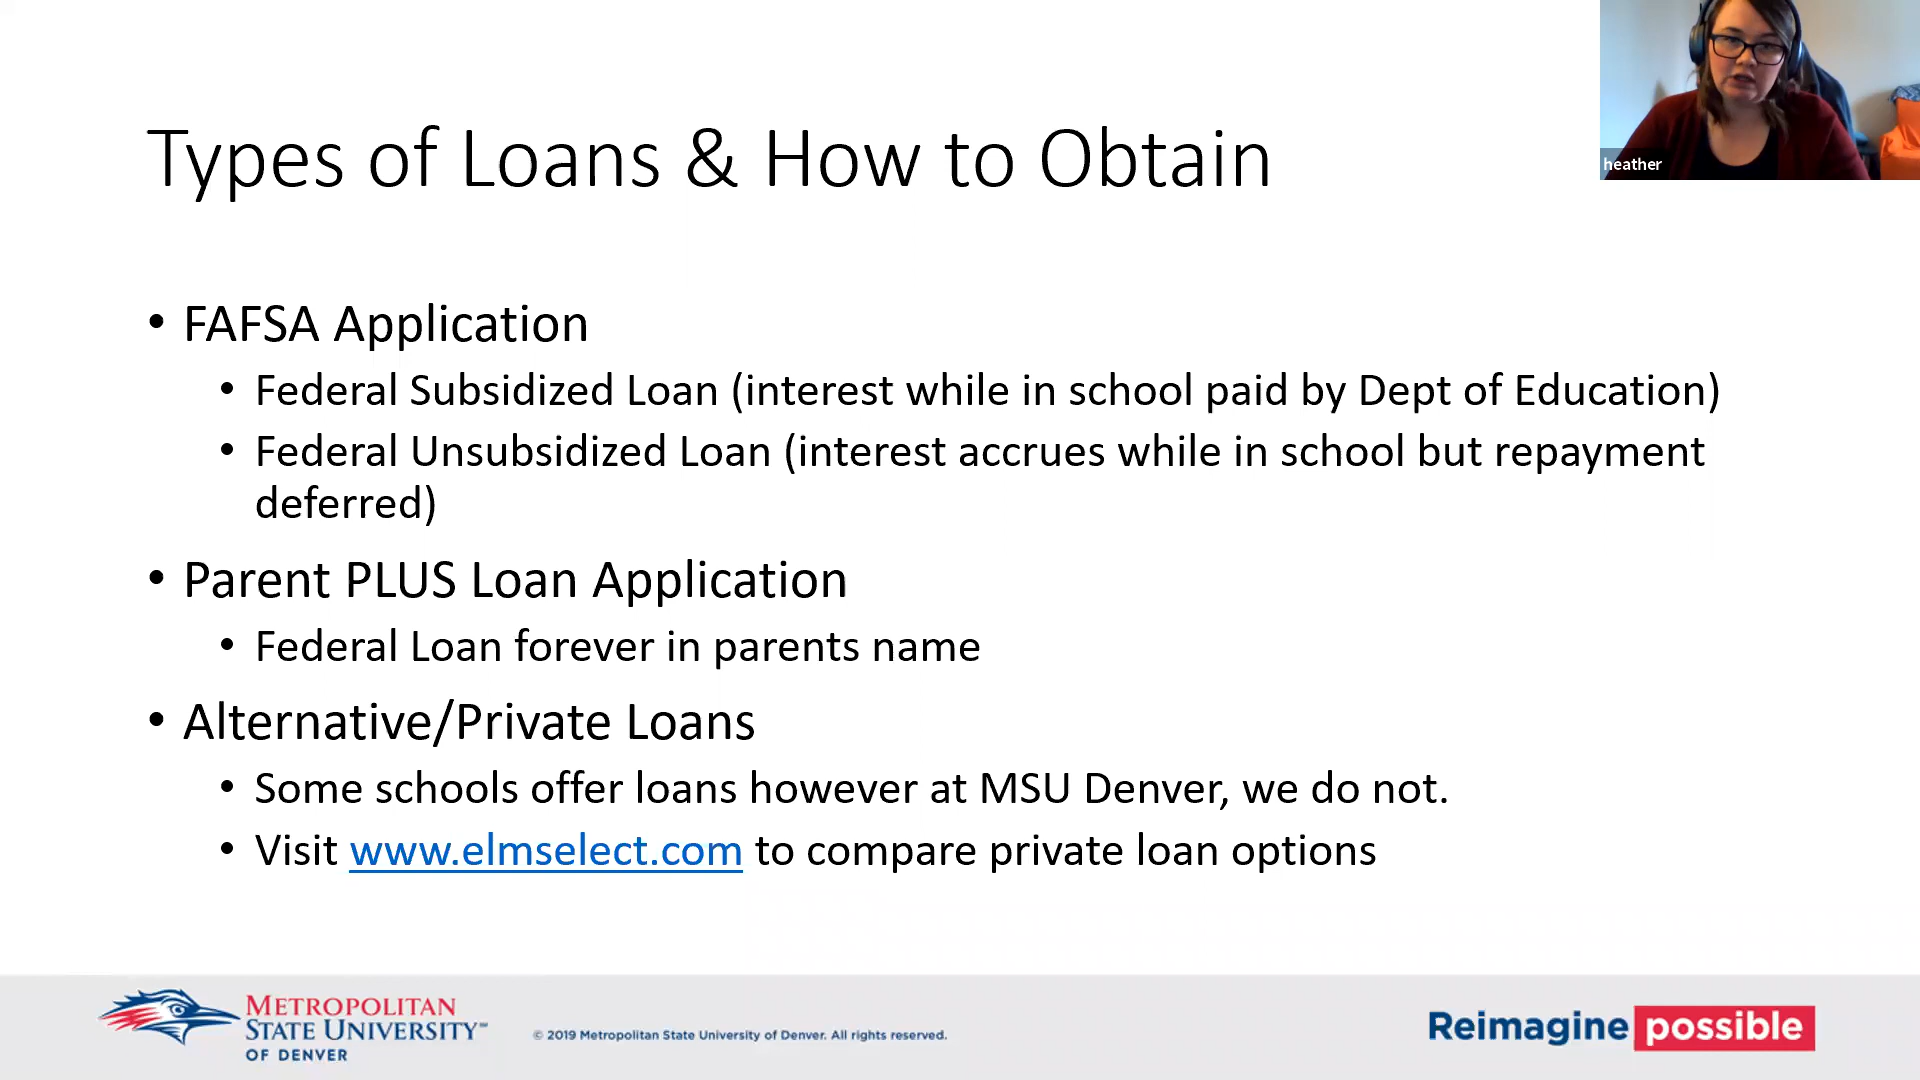 heather
Types of Loans & How to Obtain
• FAFSA Application
• Federal Subsidized Loan (interest while in school paid by Dept of Education)
• Federal Unsubsidized Loan (interest accrues while in school but repayment
deferred)
• Parent PLUS Loan Application
• Federal Loan forever in parents name
• Alternative/Private Loans
• Some schools offer loans however at MSU Denver, we do not.
• Visit www.elmselect.com to compare private loan options
METROPOLITAN
STATE UNIVERSITY™
OF DENVER
© 2019 Metropolitan State University of Denver. All rights reserved.
Reimagine possible